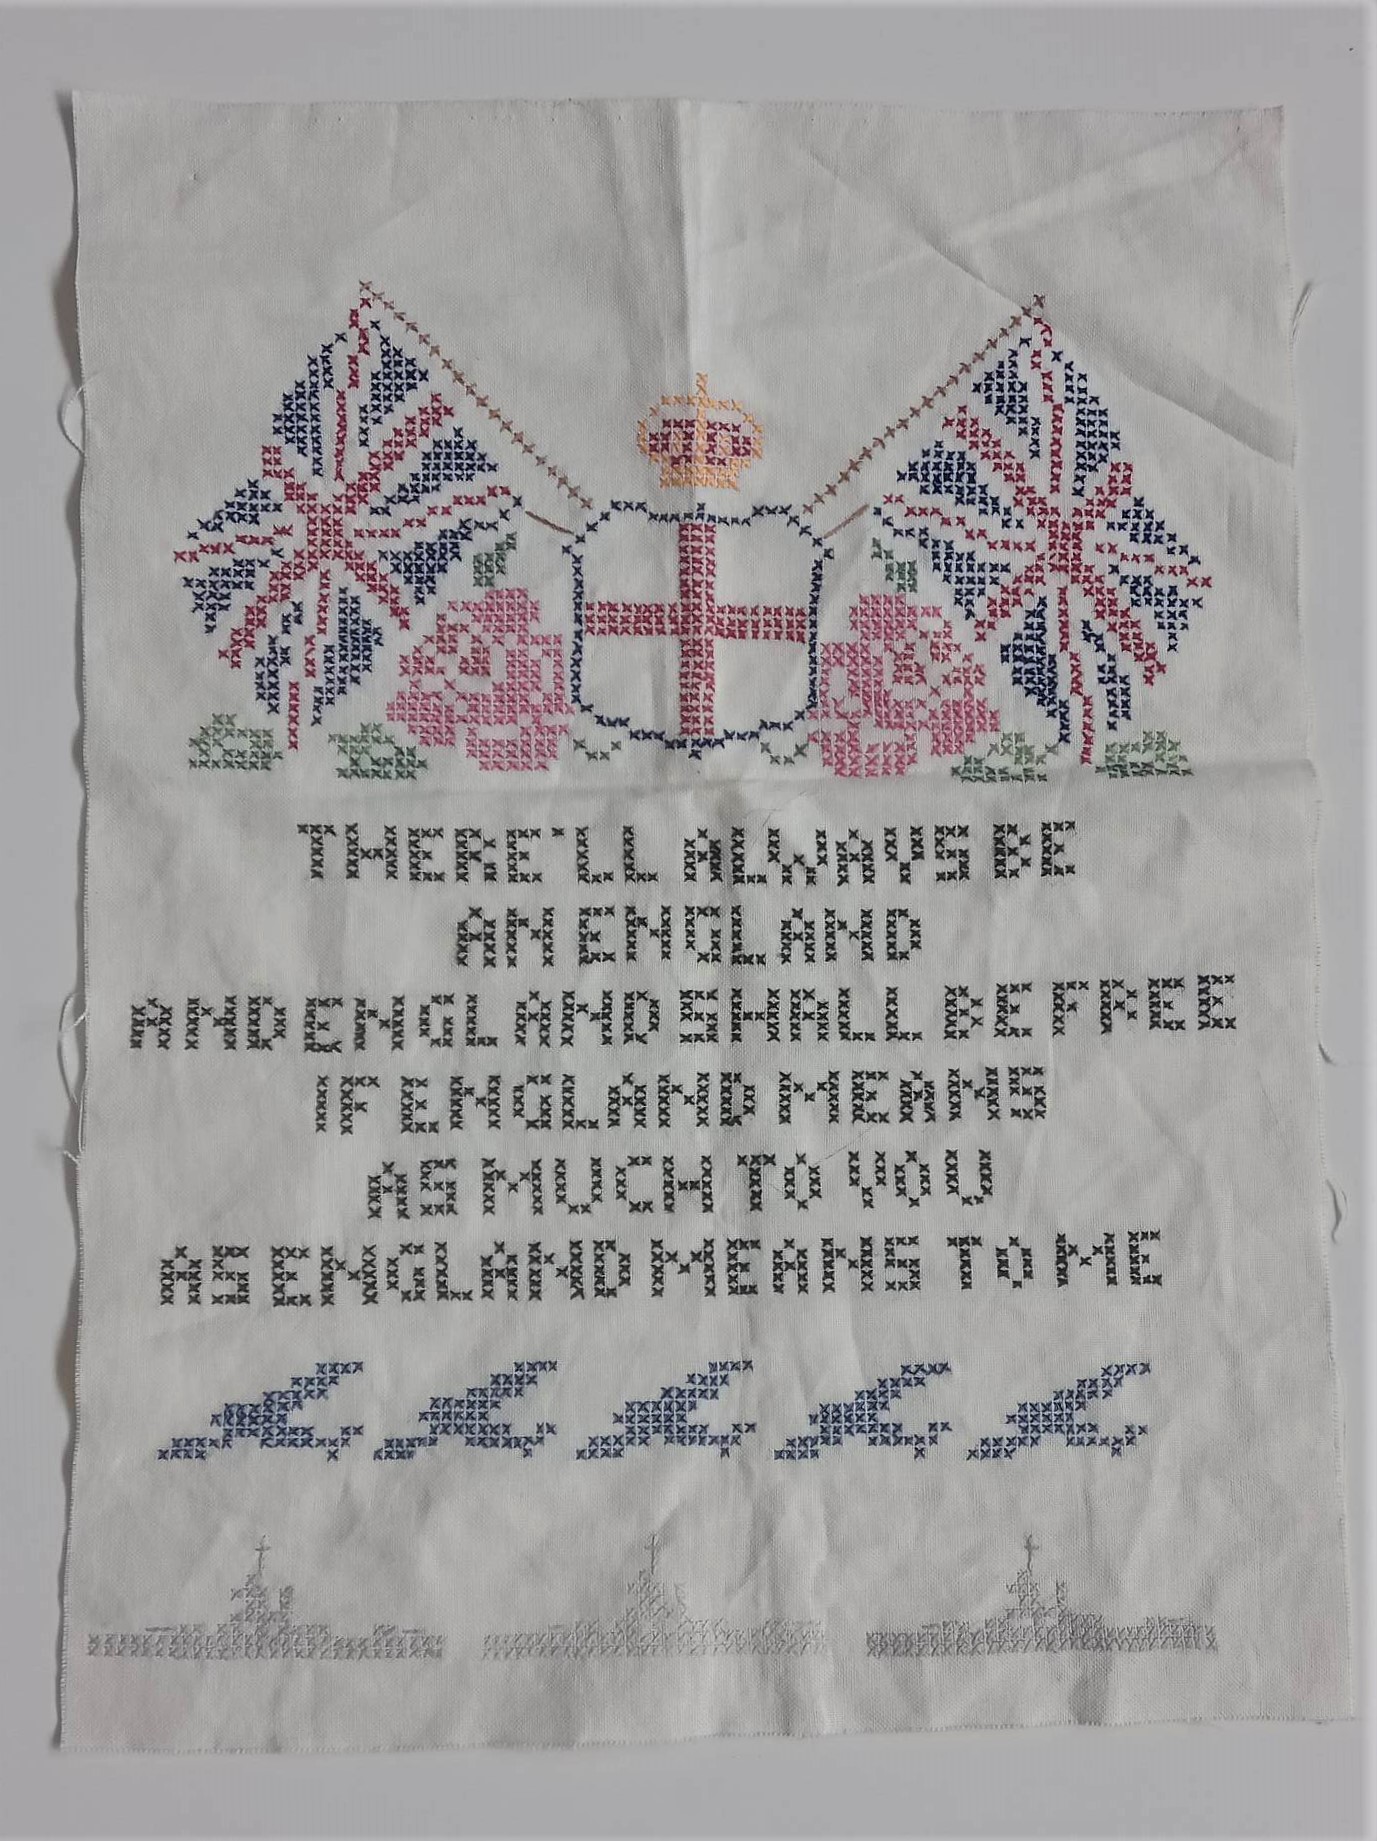 THERE'LL ALWAYS BE
AN ENGLAND
AND ENGLAND SHALL BE FREE
IF ENGLAND MEANS
AS MUCH TO YOU
AS ENGLAND MEANS TO ME